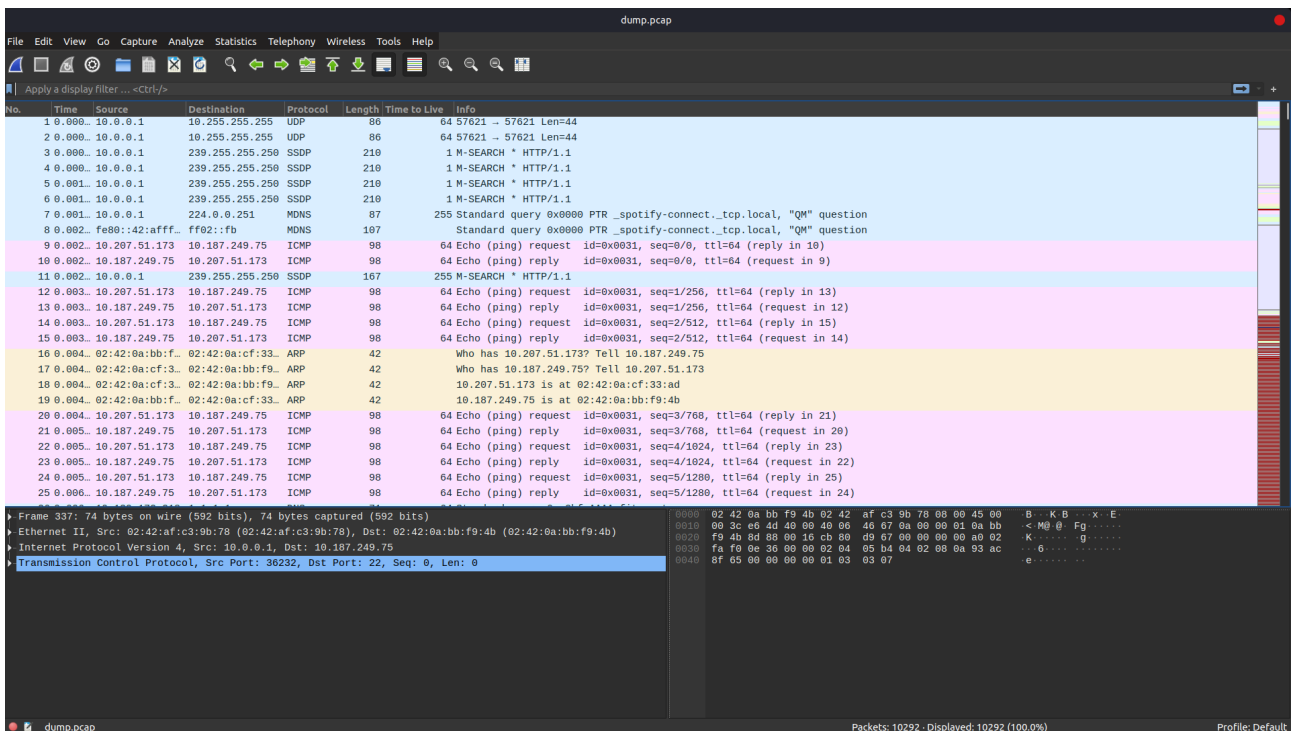 dump.pcap
File Edit View Go Capture Analyze Statistics Telephony Wireless Tools Help
Apply a display filter ... <Ctrl-/>
No. Time Source Destination Protocol Length Time to Live Info
1 0.000… 10.0.0.1 10.255.255.255 UDP 86 64 57621 → 57621 Len=44
2 0.000… 10.0.0.1 10.255.255.255 UDP 86 64 57621 → 57621 Len=44
3 0.000… 10.0.0.1 239.255.255.250 SSDP 210 1 M-SEARCH * HTTP/1.1
4 0.000… 10.0.0.1 239.255.255.250 SSDP 210 1 M-SEARCH * HTTP/1.1
5 0.001… 10.0.0.1 239.255.255.250 SSDP 210 1 M-SEARCH * HTTP/1.1
6 0.001… 10.0.0.1 239.255.255.250 SSDP 210 1 M-SEARCH * HTTP/1.1
7 0.001… 10.0.0.1 224.0.0.251 MDNS 87 255 Standard query 0x0000 PTR _spotify-connect._tcp.local, "QM" question
8 0.002… fe80::42:afff… ff02::fb MDNS 107 Standard query 0x0000 PTR _spotify-connect._tcp.local, "QM" question
9 0.002… 10.207.51.173 10.187.249.75 ICMP 98 64 Echo (ping) request id=0x0031, seq=0/0, ttl=64 (reply in 10)
10 0.002… 10.187.249.75 10.207.51.173 ICMP 98 64 Echo (ping) reply id=0x0031, seq=0/0, ttl=64 (request in 9)
11 0.002… 10.0.0.1 239.255.255.250 SSDP 167 255 M-SEARCH * HTTP/1.1
12 0.003… 10.207.51.173 10.187.249.75 ICMP 98 64 Echo (ping) request id=0x0031, seq=1/256, ttl=64 (reply in 13)
13 0.003… 10.187.249.75 10.207.51.173 ICMP 98 64 Echo (ping) reply id=0x0031, seq=1/256, ttl=64 (request in 12)
14 0.003… 10.207.51.173 10.187.249.75 ICMP 98 64 Echo (ping) request id=0x0031, seq=2/512, ttl=64 (reply in 15)
15 0.003… 10.187.249.75 10.207.51.173 ICMP 98 64 Echo (ping) reply id=0x0031, seq=2/512, ttl=64 (request in 14)
16 0.004… 02:42:0a:bb:f… 02:42:0a:cf:33… ARP 42 Who has 10.207.51.173? Tell 10.187.249.75
17 0.004… 02:42:0a:cf:3… 02:42:0a:bb:f9… ARP 42 Who has 10.187.249.75? Tell 10.207.51.173
18 0.004… 02:42:0a:cf:3… 02:42:0a:bb:f9… ARP 42 10.207.51.173 is at 02:42:0a:cf:33:ad
19 0.004… 02:42:0a:bb:f… 02:42:0a:cf:33… ARP 42 10.187.249.75 is at 02:42:0a:bb:f9:4b
20 0.004… 10.207.51.173 10.187.249.75 ICMP 98 64 Echo (ping) request id=0x0031, seq=3/768, ttl=64 (reply in 21)
21 0.005… 10.187.249.75 10.207.51.173 ICMP 98 64 Echo (ping) reply id=0x0031, seq=3/768, ttl=64 (request in 20)
22 0.005… 10.207.51.173 10.187.249.75 ICMP 98 64 Echo (ping) request id=0x0031, seq=4/1024, ttl=64 (reply in 23)
23 0.005… 10.187.249.75 10.207.51.173 ICMP 98 64 Echo (ping) reply id=0x0031, seq=4/1024, ttl=64 (request in 22)
24 0.005… 10.207.51.173 10.187.249.75 ICMP 98 64 Echo (ping) request id=0x0031, seq=5/1280, ttl=64 (reply in 25)
25 0.006… 10.187.249.75 10.207.51.173 ICMP 98 64 Echo (ping) reply id=0x0031, seq=5/1280, ttl=64 (request in 24)
Frame 337: 74 bytes on wire (592 bits), 74 bytes captured (592 bits)
Ethernet II, Src: 02:42:af:c3:9b:78 (02:42:af:c3:9b:78), Dst: 02:42:0a:bb:f9:4b (02:42:0a:bb:f9:4b)
Internet Protocol Version 4, Src: 10.0.0.1, Dst: 10.187.249.75
Transmission Control Protocol, Src Port: 36232, Dst Port: 22, Seq: 0, Len: 0
0000 02 42 0a bb f9 4b 02 42 af c3 9b 78 08 00 45 00 ·B···K·B ···x··E·
0010 00 3c e6 4d 40 00 40 06 46 67 0a 00 00 01 0a bb ·<·M@·@· Fg······
0020 f9 4b 8d 88 00 16 cb 80 d9 67 00 00 00 00 a0 02 ·K······ ·g······
0030 fa f0 0e 36 00 00 02 04 05 b4 04 02 08 0a 93 ac ···6···· ········
0040 8f 65 00 00 00 00 01 03 03 07 ·e······ ··
dump.pcap
Packets: 10292 · Displayed: 10292 (100.0%)
Profile: Default